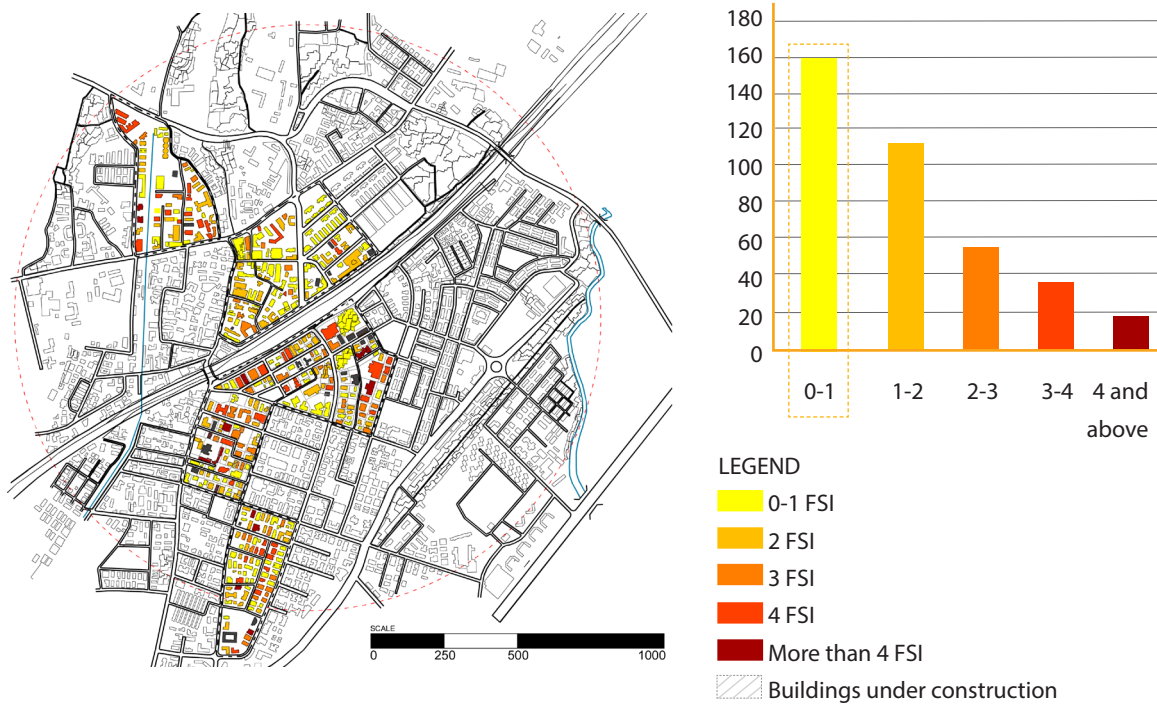 180
160
140
120
100
80
60
40
20
0
0-1
1-2
2-3
3-4
4 and
above
LEGEND
0-1 FSI
2 FSI
3 FSI
4 FSI
More than 4 FSI
Buildings under construction
SCALE
0
250
500
1000